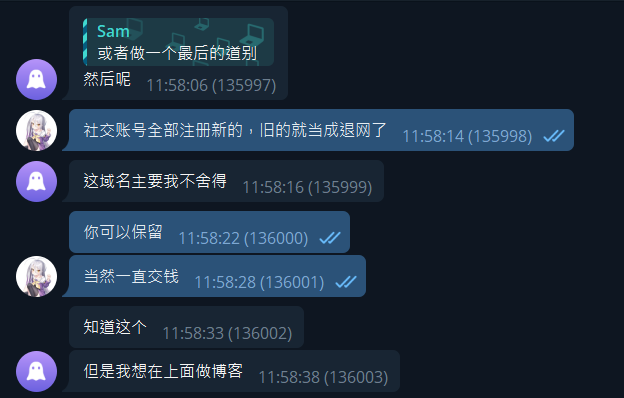 Sam
或者做一个最后的道别
然后呢 11:58:06 (135997)
社交账号全部注册新的，旧的就当成退网了 11:58:14 (135998)
这域名主要我不舍得 11:58:16 (135999)
你可以保留 11:58:22 (136000)
当然一直交钱 11:58:28 (136001)
知道这个 11:58:33 (136002)
但是我想在上面做博客 11:58:38 (136003)